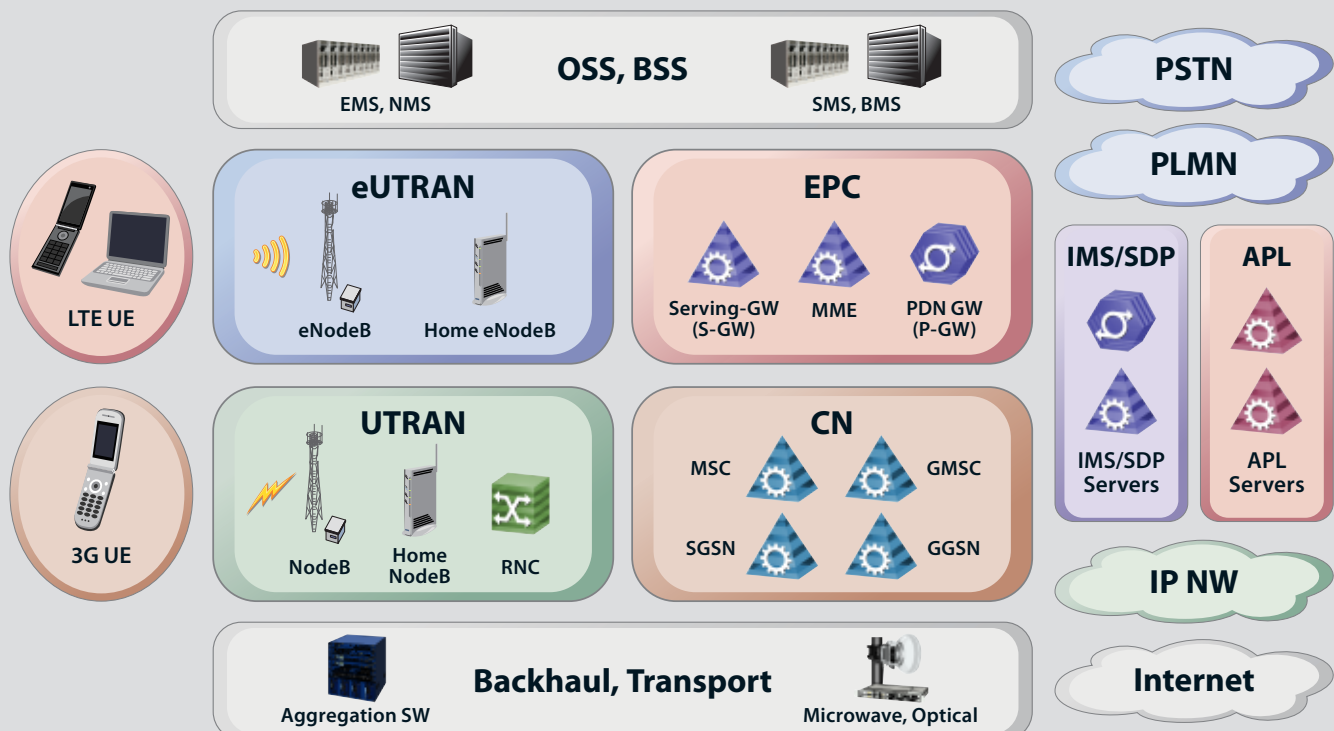 OSS, BSS
EMS, NMS
SMS, BMS
PSTN
PLMN
LTE UE
eUTRAN
eNodeB
Home eNodeB
EPC
Serving-GW
(S-GW)
MME
PDN GW
(P-GW)
IMS/SDP
IMS/SDP
Servers
APL
APL
Servers
3G UE
UTRAN
NodeB
Home
NodeB
RNC
CN
MSC
GMSC
SGSN
GGSN
IP NW
Internet
Backhaul, Transport
Aggregation SW
Microwave, Optical